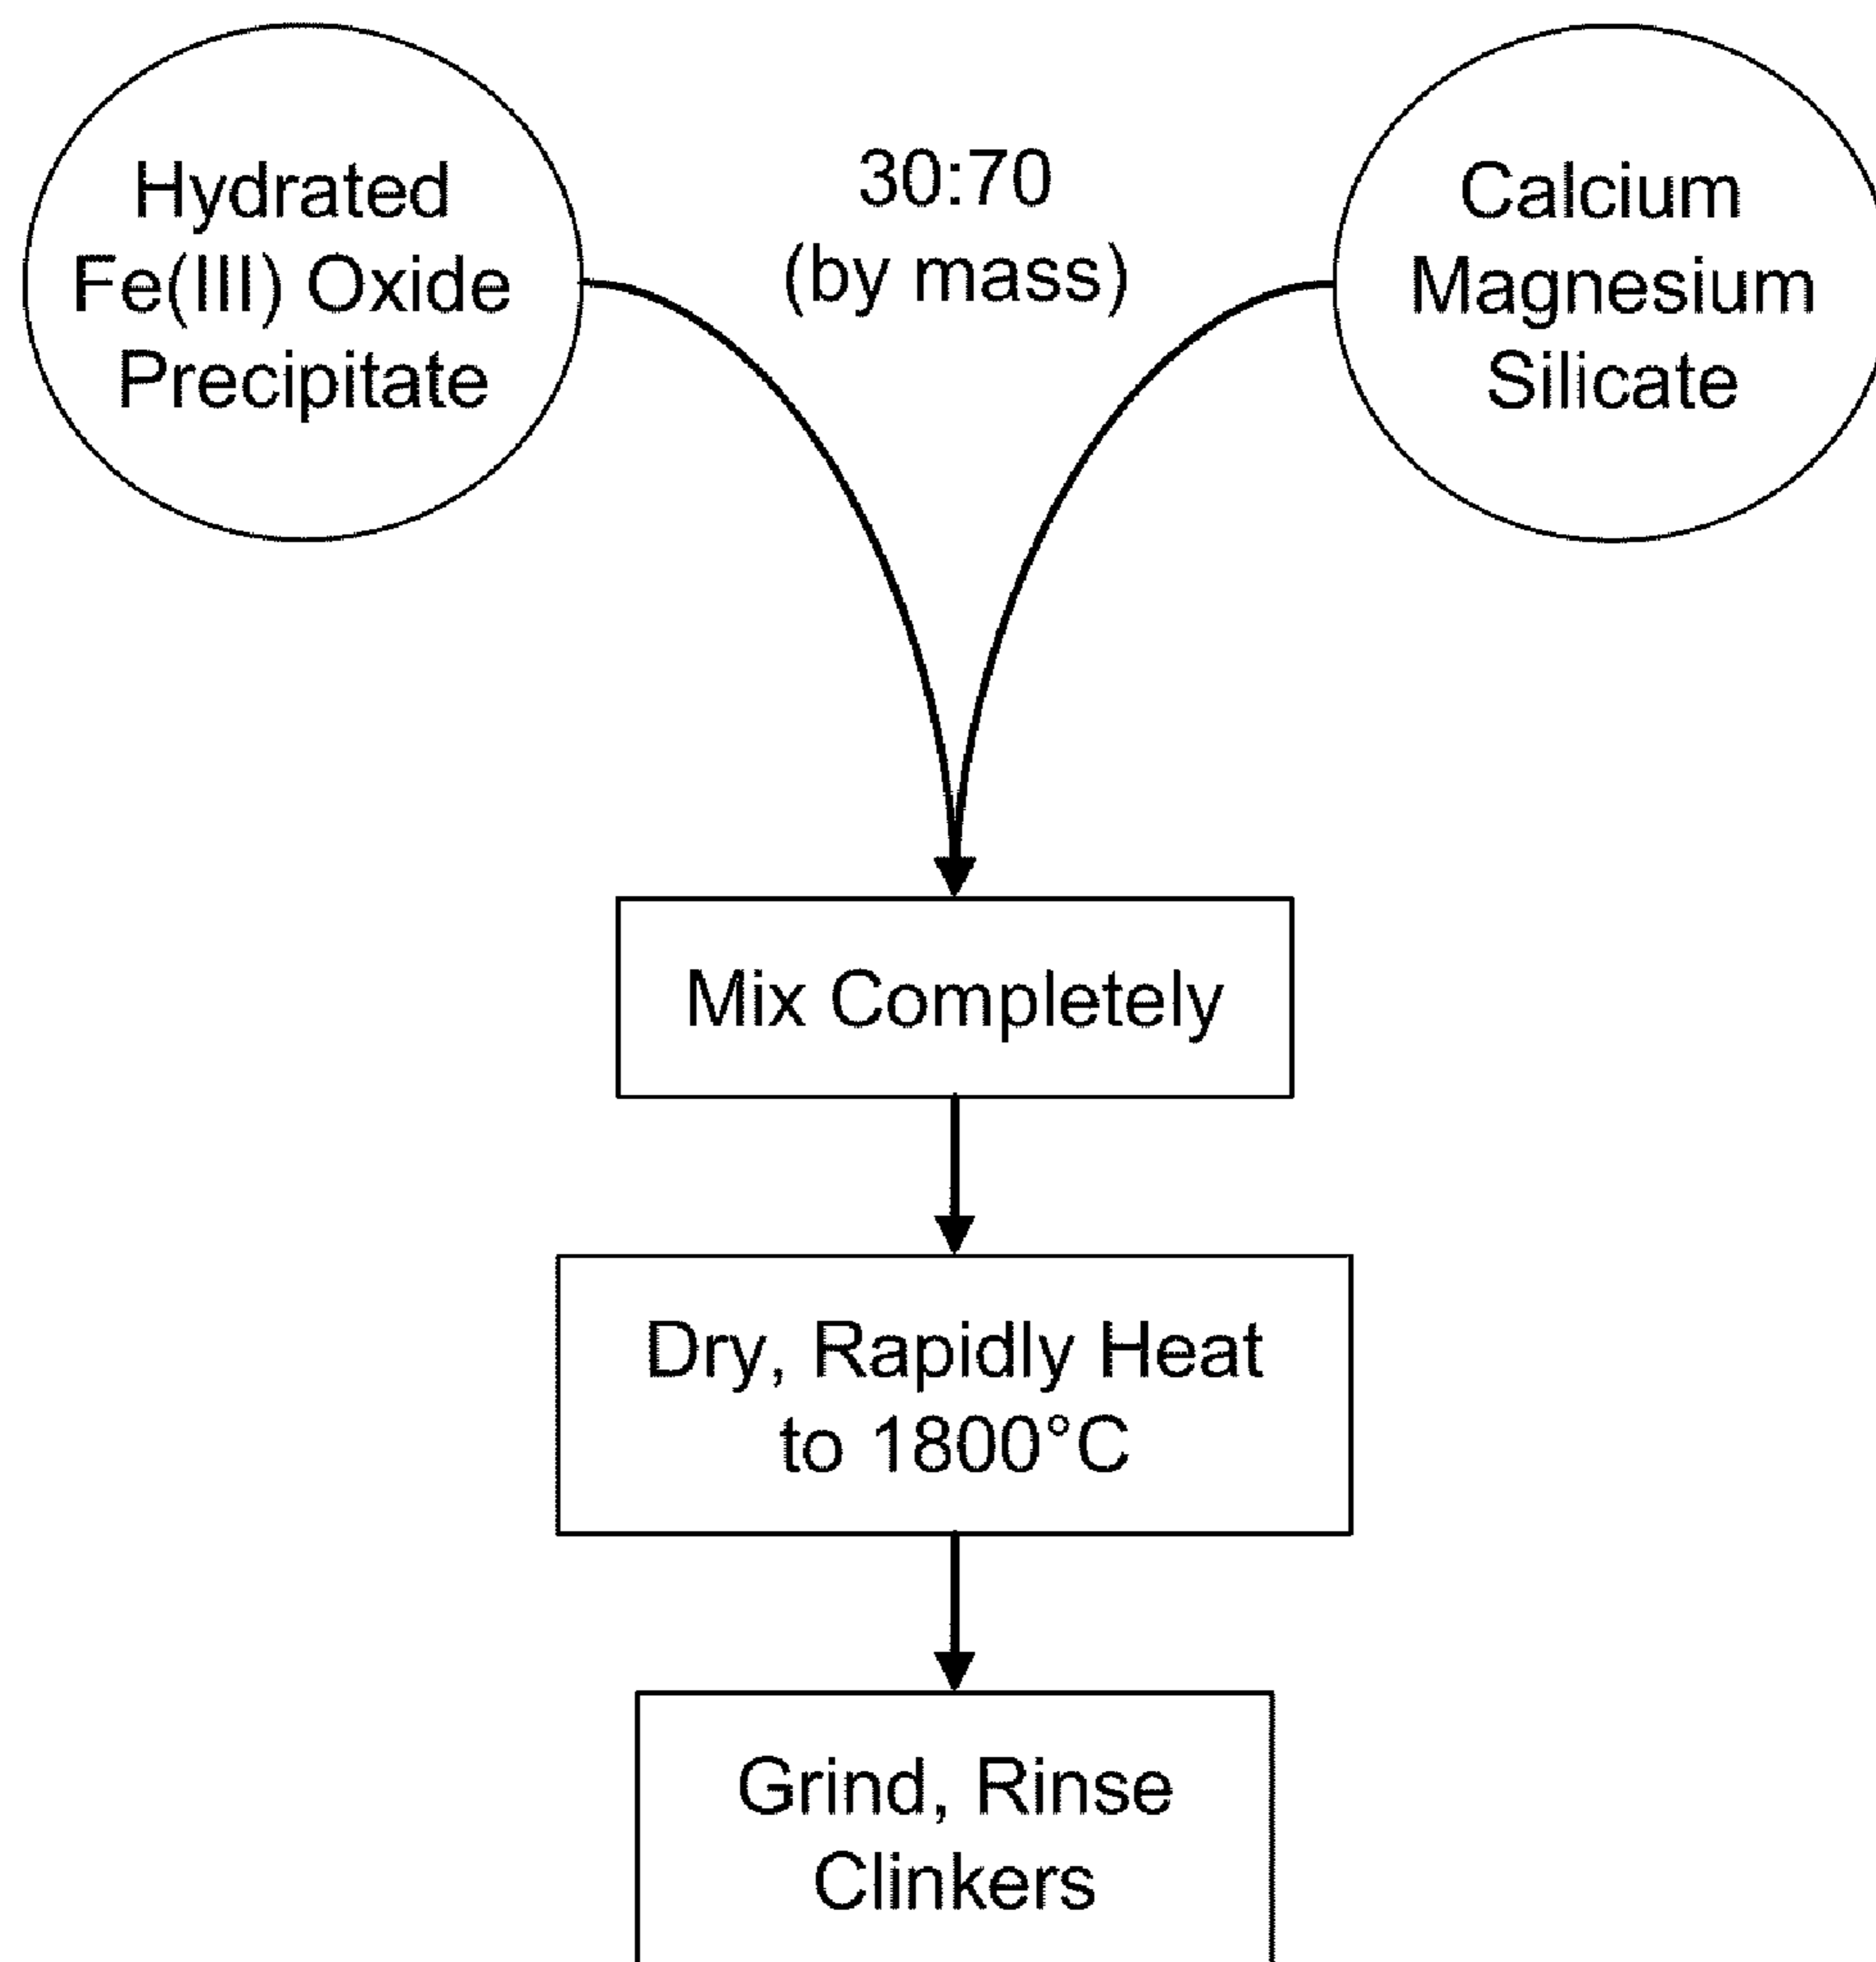 Hydrated
Fe(III) Oxide
Precipitate
30:70
(by mass)
Calcium
Magnesium
Silicate
Mix Completely
Dry, Rapidly Heat
to 1800°C
Grind, Rinse
Clinkers